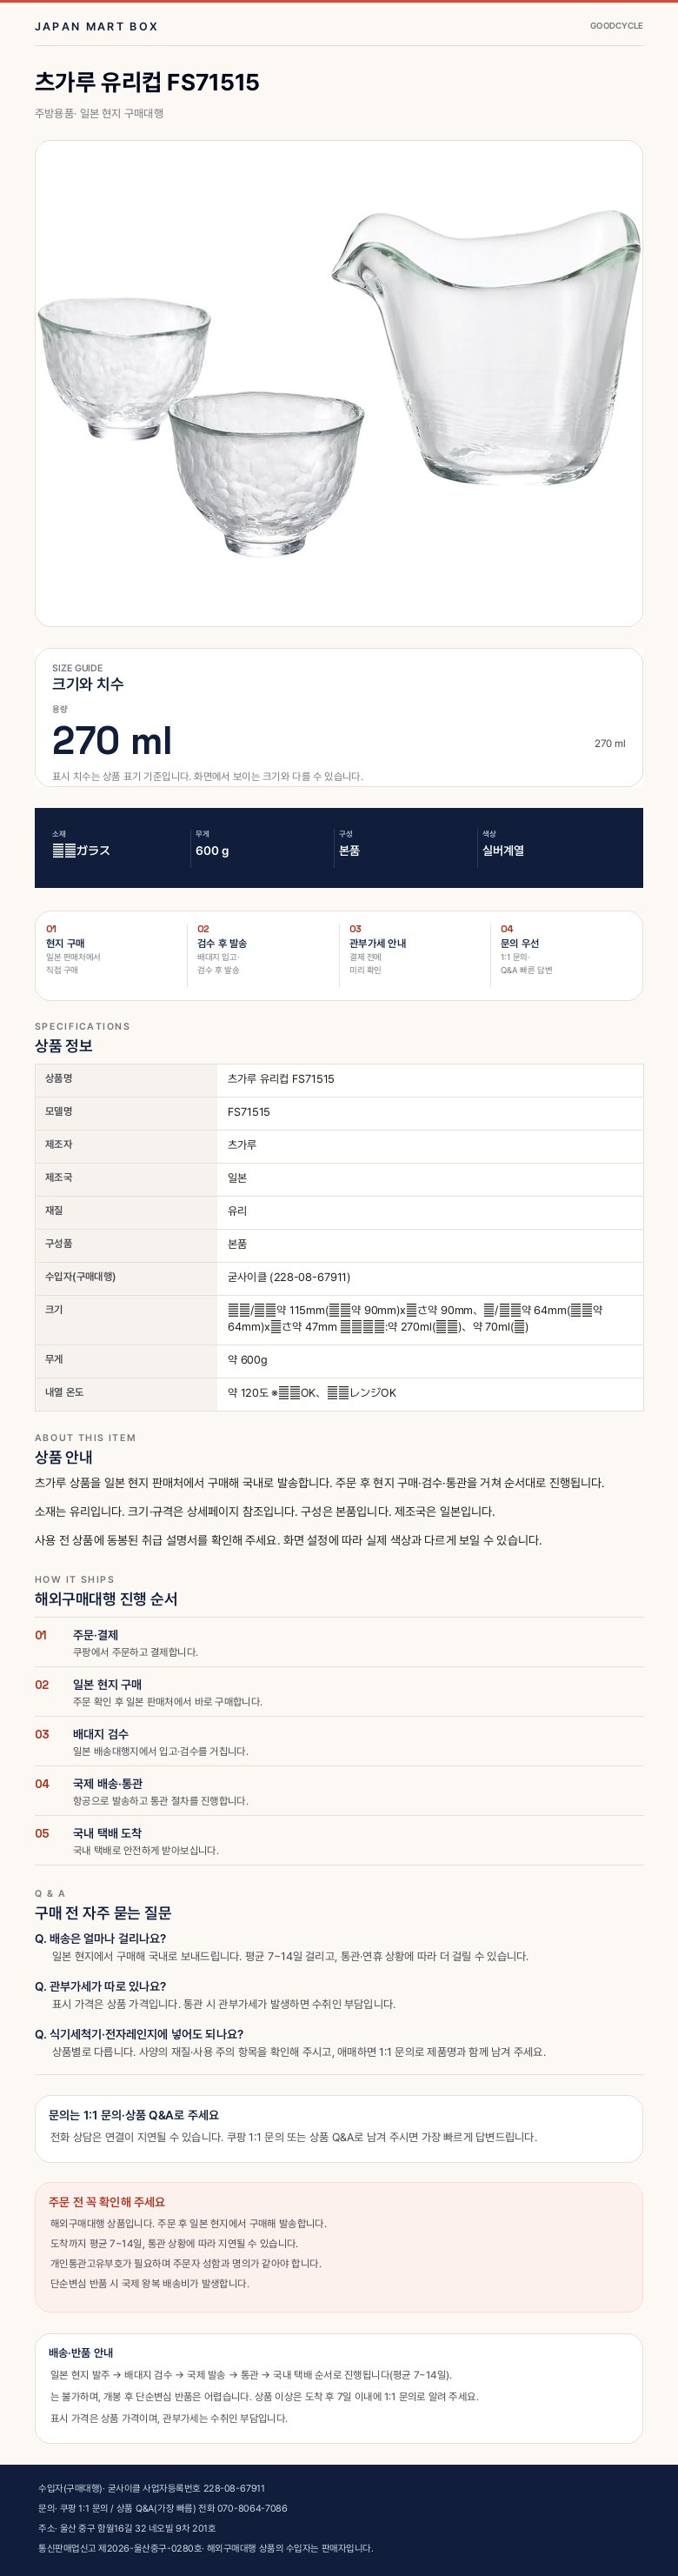 JAPAN MART BOX
GOODCYCLE
츠가루 유리컵 FS71515
주방용품· 일본 현지 구매대행
SIZE GUIDE
크기와 치수
용량
270 ml
270 ml
표시 치수는 상품 표기 기준입니다. 화면에서 보이는 크기와 다를 수 있습니다.
소재
ガラス
무게
600 g
구성
본품
색상
실버계열
01
현지 구매
일본 판매처에서
직접 구매
02
검수 후 발송
배대지 입고·
검수 후 발송
03
관부가세 안내
결제 전에
미리 확인
04
문의 우선
1:1 문의·
Q&A 빠른 답변
SPECIFICATIONS
상품 정보
상품명 츠가루 유리컵 FS71515
모델명 FS71515
제조자 츠가루
제조국 일본
재질 유리
구성품 본품
수입자(구매대행) 굳사이클 (228-08-67911)
크기 /약 115mm(약 90mm)xさ약 90mm、/약 64mm(약
64mm)xさ약 47mm :약 270ml()、약 70ml()
무게 약 600g
내열 온도 약 120도 ※OK、レンジOK
ABOUT THIS ITEM
상품 안내
츠가루 상품을 일본 현지 판매처에서 구매해 국내로 발송합니다. 주문 후 현지 구매·검수·통관을 거쳐 순서대로 진행됩니다.
소재는 유리입니다. 크기·규격은 상세페이지 참조입니다. 구성은 본품입니다. 제조국은 일본입니다.
사용 전 상품에 동봉된 취급 설명서를 확인해 주세요. 화면 설정에 따라 실제 색상과 다르게 보일 수 있습니다.
HOW IT SHIPS
해외구매대행 진행 순서
01 주문·결제
쿠팡에서 주문하고 결제합니다.
02 일본 현지 구매
주문 확인 후 일본 판매처에서 바로 구매합니다.
03 배대지 검수
일본 배송대행지에서 입고·검수를 거칩니다.
04 국제 배송·통관
항공으로 발송하고 통관 절차를 진행합니다.
05 국내 택배 도착
국내 택배로 안전하게 받아보십니다.
Q & A
구매 전 자주 묻는 질문
Q. 배송은 얼마나 걸리나요?
일본 현지에서 구매해 국내로 보내드립니다. 평균 7~14일 걸리고, 통관·연휴 상황에 따라 더 걸릴 수 있습니다.
Q. 관부가세가 따로 있나요?
표시 가격은 상품 가격입니다. 통관 시 관부가세가 발생하면 수취인 부담입니다.
Q. 식기세척기·전자레인지에 넣어도 되나요?
상품별로 다릅니다. 사양의 재질·사용 주의 항목을 확인해 주시고, 애매하면 1:1 문의로 제품명과 함께 남겨 주세요.
문의는 1:1 문의·상품 Q&A로 주세요
전화 상담은 연결이 지연될 수 있습니다. 쿠팡 1:1 문의 또는 상품 Q&A로 남겨 주시면 가장 빠르게 답변드립니다.
주문 전 꼭 확인해 주세요
해외구매대행 상품입니다. 주문 후 일본 현지에서 구매해 발송합니다.
도착까지 평균 7~14일, 통관 상황에 따라 지연될 수 있습니다.
개인통관고유부호가 필요하며 주문자 성함과 명의가 같아야 합니다.
단순변심 반품 시 국제 왕복 배송비가 발생합니다.
배송·반품 안내
일본 현지 발주 → 배대지 검수 → 국제 발송 → 통관 → 국내 택배 순서로 진행됩니다(평균 7~14일).
는 불가하며, 개봉 후 단순변심 반품은 어렵습니다. 상품 이상은 도착 후 7일 이내에 1:1 문의로 알려 주세요.
표시 가격은 상품 가격이며, 관부가세는 수취인 부담입니다.
수입자(구매대행)· 굳사이클 사업자등록번호 228-08-67911
문의· 쿠팡 1:1 문의 / 상품 Q&A(가장 빠름) 전화 070-8064-7086
주소· 울산 중구 함월16길 32 네오빌 9차 201호
통신판매업신고 제2026-울산중구-0280호· 해외구매대행 상품의 수입자는 판매자입니다.